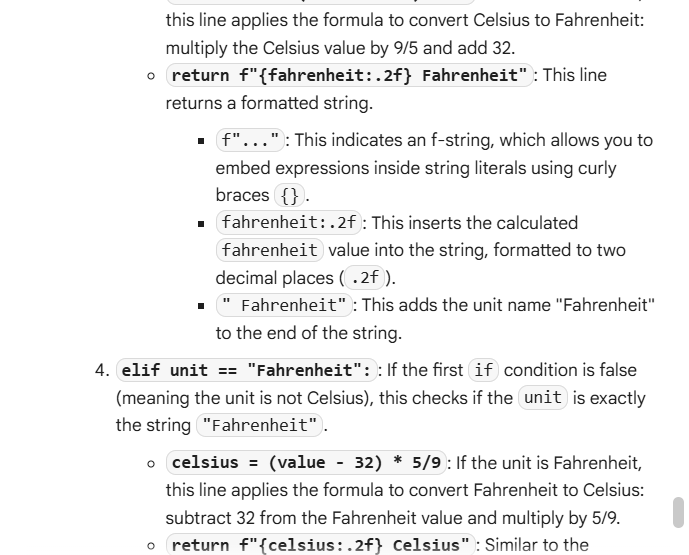 this line applies the formula to convert Celsius to Fahrenheit:
multiply the Celsius value by 9/5 and add 32.
return f"{fahrenheit:.2f} Fahrenheit": This line
returns a formatted string.
f"...": This indicates an f-string, which allows you to
embed expressions inside string literals using curly
braces {}.
fahrenheit:.2f: This inserts the calculated
fahrenheit value into the string, formatted to two
decimal places (.2f).
" Fahrenheit": This adds the unit name "Fahrenheit"
to the end of the string.
4. elif unit == "Fahrenheit":: If the first if condition is false
(meaning the unit is not Celsius), this checks if the unit is exactly
the string "Fahrenheit".
celsius = (value - 32) * 5/9: If the unit is Fahrenheit,
this line applies the formula to convert Fahrenheit to Celsius:
subtract 32 from the Fahrenheit value and multiply by 5/9.
return f"{celsius:.2f} Celsius": Similar to the